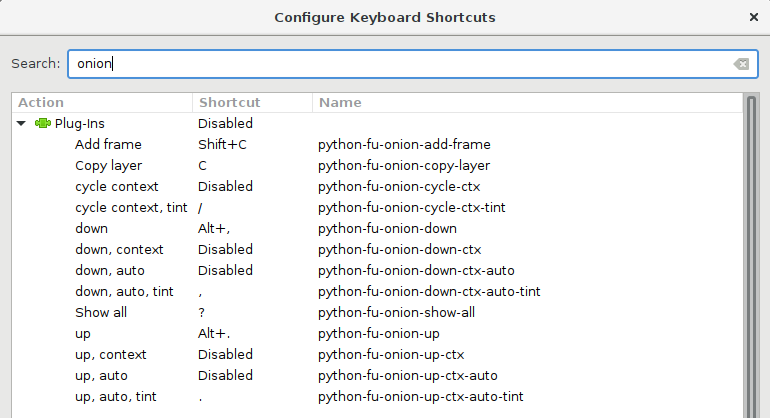 Configure Keyboard Shortcuts
Search: onion
Action Shortcut Name
Plug-Ins Disabled
Add frame Shift+C python-fu-onion-add-frame
Copy layer C python-fu-onion-copy-layer
cycle context Disabled python-fu-onion-cycle-ctx
cycle context, tint / python-fu-onion-cycle-ctx-tint
down Alt+, python-fu-onion-down
down, context Disabled python-fu-onion-down-ctx
down, auto Disabled python-fu-onion-down-ctx-auto
down, auto, tint , python-fu-onion-down-ctx-auto-tint
Show all ? python-fu-onion-show-all
up Alt+. python-fu-onion-up
up, context Disabled python-fu-onion-up-ctx
up, auto Disabled python-fu-onion-up-ctx-auto
up, auto, tint . python-fu-onion-up-ctx-auto-tint